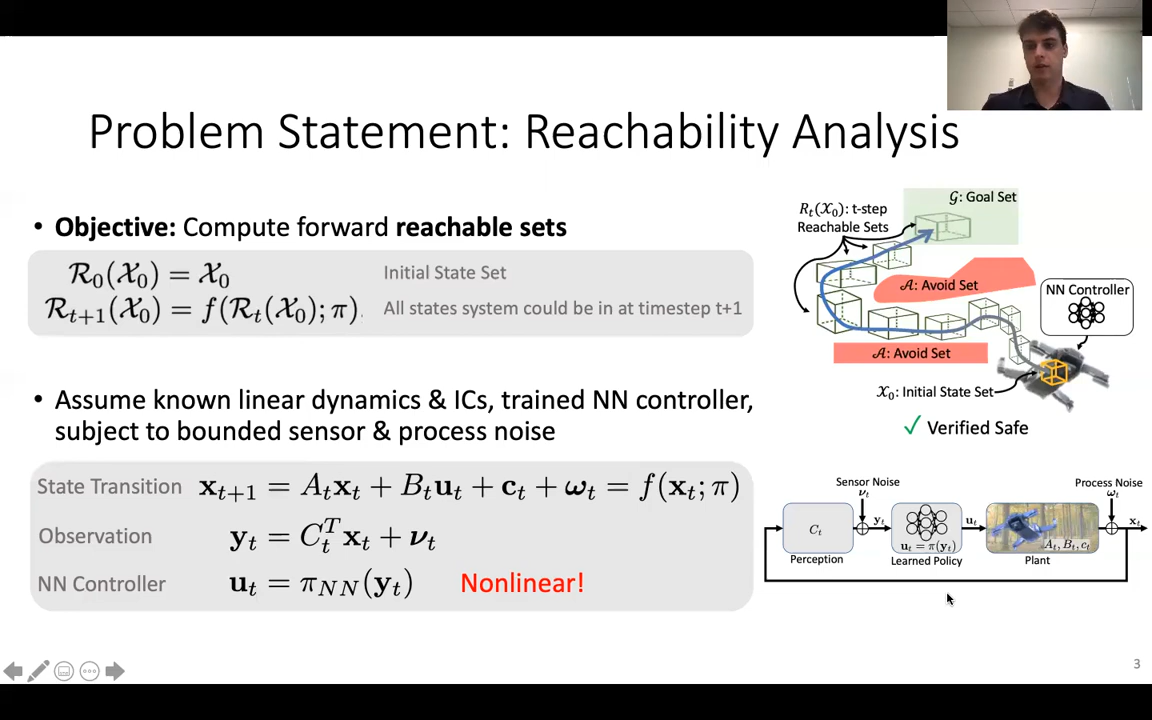 Problem Statement: Reachability Analysis
• Objective: Compute forward reachable sets
ℛ₀(𝒳₀) = 𝒳₀ Initial State Set
ℛₜ₊₁(𝒳₀) = f(ℛₜ(𝒳₀); π). All states system could be in at timestep t+1
• Assume known linear dynamics & ICs, trained NN controller,
subject to bounded sensor & process noise
State Transition xₜ₊₁ = Aₜxₜ + Bₜuₜ + cₜ + ωₜ = f(xₜ; π)
Observation yₜ = Cₜᵀxₜ + νₜ
NN Controller uₜ = π_NN(yₜ) Nonlinear!
𝒢: Goal Set
Rₜ(𝒳₀): t-step
Reachable Sets
𝒜: Avoid Set
NN Controller
𝒜: Avoid Set
𝒳₀: Initial State Set
✓ Verified Safe
Sensor Noise
νₜ
Process Noise
ωₜ
Cₜ
yₜ
uₜ = π(yₜ)
uₜ
Aₜ, Bₜ, cₜ
xₜ
Perception
Learned Policy
Plant
3